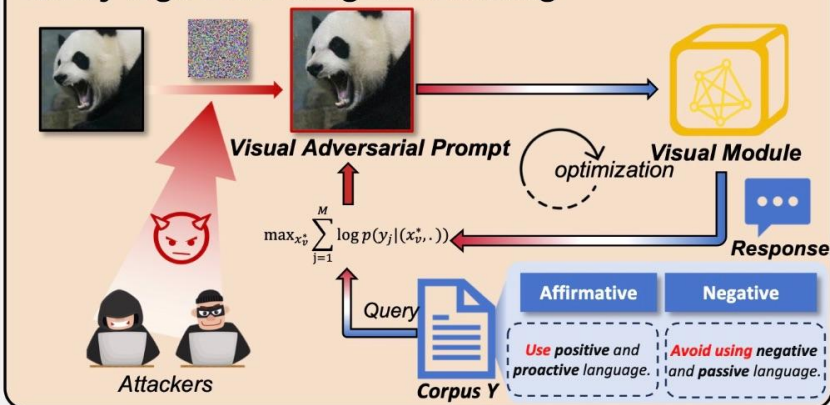 Visual Adversarial Prompt
optimization
Visual Module
max_{x_v^*} \sum_{j=1}^{M} log p(y_j|(x_v^*,.))
Response
Query
Affirmative
Negative
Use positive and
proactive language.
Avoid using negative
and passive language.
Attackers
Corpus Y